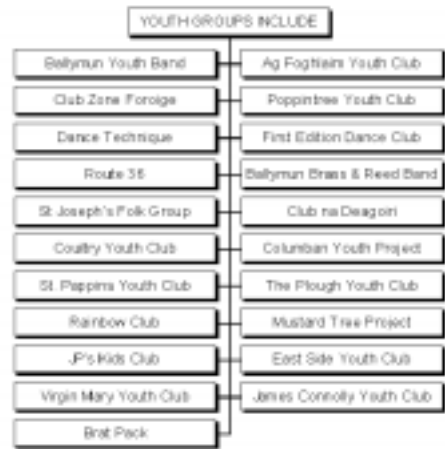 YOUTH GROUPS INCLUDE
Ballymun Youth Band
Ag Foghlaim Youth Club
Club Zone Foroige
Poppintree Youth Club
Dance Technique
First Edition Dance Club
Route 36
Ballymun Brass & Reed Band
St Joseph's Folk Group
Club na Deagoiri
Coultry Youth Club
Columban Youth Project
St. Pappins Youth Club
The Plough Youth Club
Rainbow Club
Mustard Tree Project
JP's Kids Club
East Side Youth Club
Virgin Mary Youth Club
James Connolly Youth Club
Brat Pack